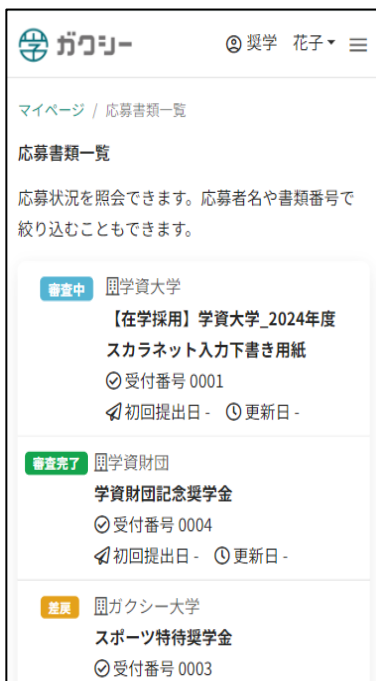 ガクシー 奨学 花子
マイページ / 応募書類一覧
応募書類一覧
応募状況を照会できます。応募者名や書類番号で
絞り込むこともできます。
審査中 学資大学
【在学採用】学資大学_2024年度
スカラネット入力下書き用紙
受付番号 0001
初回提出日 - 更新日 -
審査完了 学資財団
学資財団記念奨学金
受付番号 0004
初回提出日 - 更新日 -
差戻 ガクシー大学
スポーツ特待奨学金
受付番号 0003